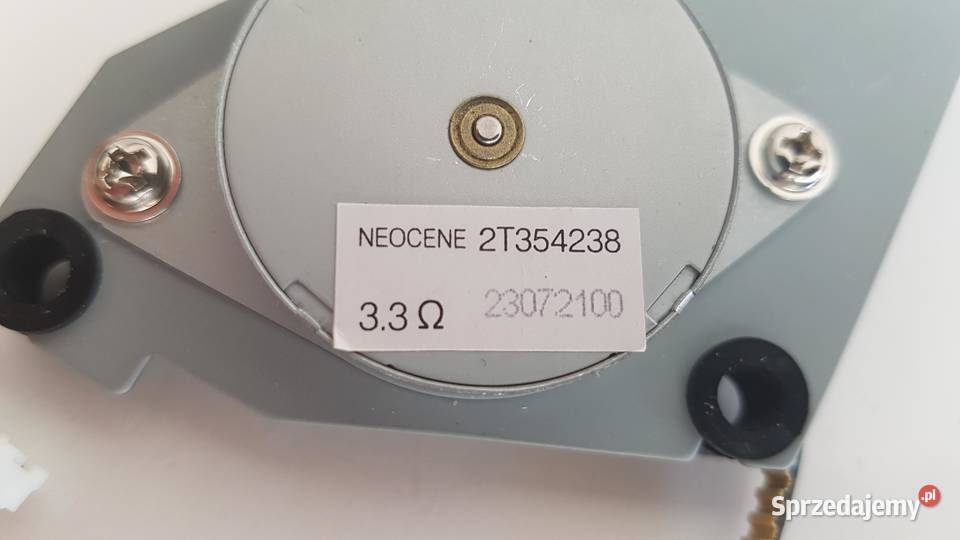 NEOCENE 2T354238
3.3 Ω 23072100
Sprzedajemy.pl